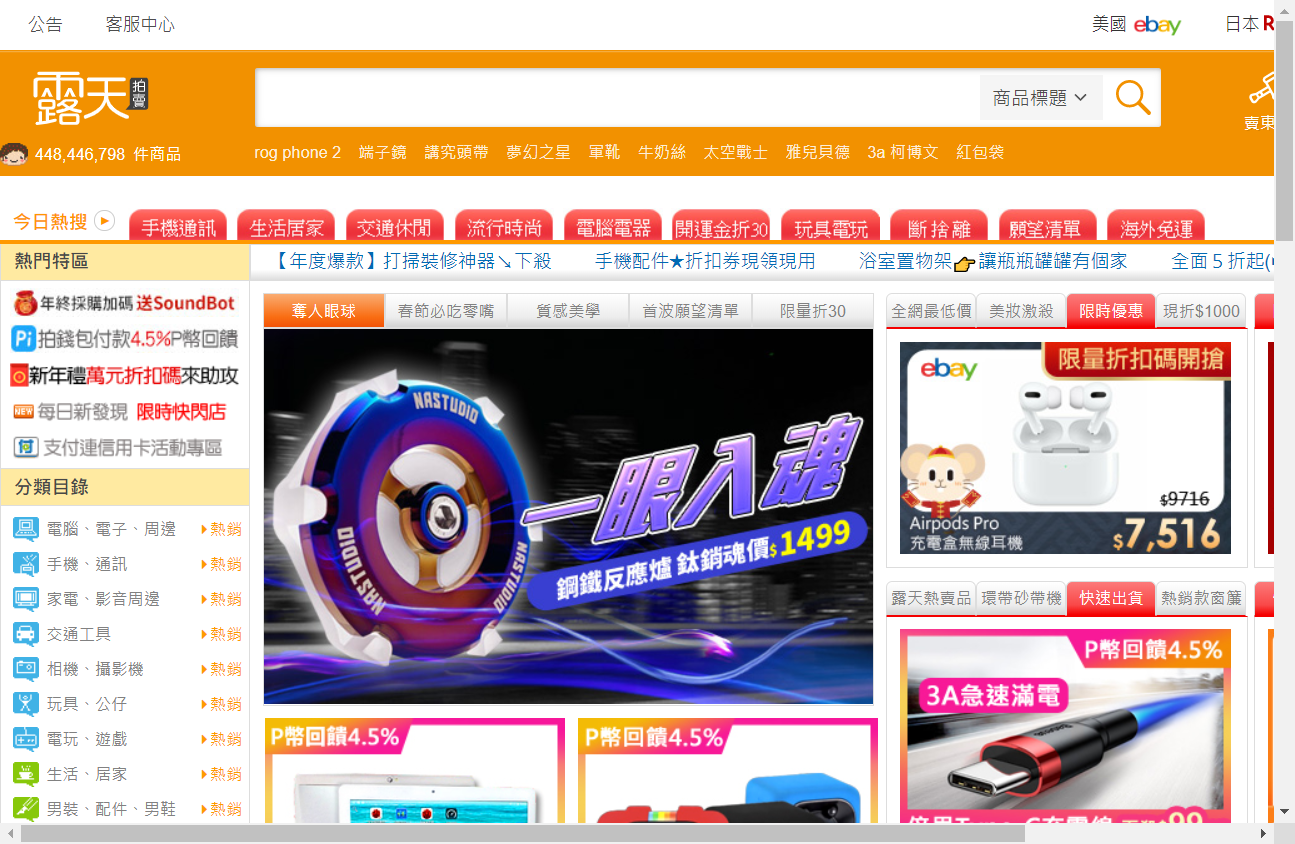 公告 客服中心 美國 ebay 日本 R
露天拍賣
商品標題
賣東
448,446,798 件商品
rog phone 2 端子鏡 講究頭帶 夢幻之星 軍靴 牛奶絲 太空戰士 雅兒貝德 3a 柯博文 紅包袋
今日熱搜 手機通訊 生活居家 交通休閒 流行時尚 電腦電器 開運金折30 玩具電玩 斷捨離 願望清單 海外免運
熱門特區
【年度爆款】打掃裝修神器↘下殺 手機配件★折扣券現領現用 浴室置物架👉讓瓶瓶罐罐有個家 全面５折起(
年終採購加碼 送SoundBot
Pi 拍錢包付款4.5%P幣回饋
新年禮萬元折扣碼來助攻
NEW 每日新發現 限時快閃店
支付連信用卡活動專區
分類目錄
電腦、電子、周邊 熱銷
手機、通訊 熱銷
家電、影音周邊 熱銷
交通工具 熱銷
相機、攝影機 熱銷
玩具、公仔 熱銷
電玩、遊戲 熱銷
生活、居家 熱銷
男裝、配件、男鞋 熱銷
奪人眼球 春節必吃零嘴 質感美學 首波願望清單 限量折30
NASTUDIO
NASTUDIO
NASTUDIO
一眼入魂
鋼鐵反應爐 鈦銷魂價$1499
P幣回饋4.5%
P幣回饋4.5%
全網最低價 美妝激殺 限時優惠 現折$1000
ebay 限量折扣碼開搶
$9716
Airpods Pro
充電盒無線耳機
$7,516
露天熱賣品 環帶砂帶機 快速出貨 熱銷款窗簾
P幣回饋4.5%
3A急速滿電